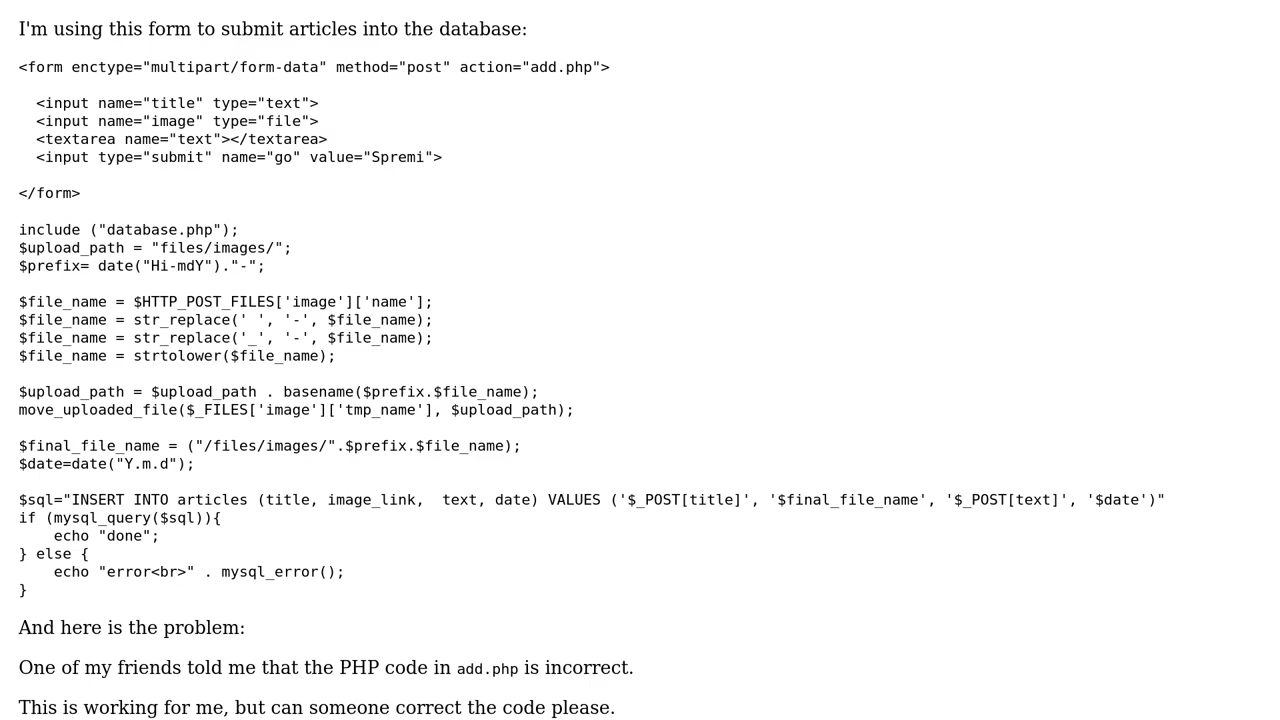 I'm using this form to submit articles into the database:
<form enctype="multipart/form-data" method="post" action="add.php">
<input name="title" type="text">
<input name="image" type="file">
<textarea name="text"></textarea>
<input type="submit" name="go" value="Spremi">
</form>
include ("database.php");
$upload_path = "files/images/";
$prefix= date("Hi-mdY")."-";
$file_name = $HTTP_POST_FILES['image']['name'];
$file_name = str_replace(' ', '-', $file_name);
$file_name = str_replace('_', '-', $file_name);
$file_name = strtolower($file_name);
$upload_path = $upload_path . basename($prefix.$file_name);
move_uploaded_file($_FILES['image']['tmp_name'], $upload_path);
$final_file_name = ("/files/images/".$prefix.$file_name);
$date=date("Y.m.d");
$sql="INSERT INTO articles (title, image_link,  text, date) VALUES ('$_POST[title]', '$final_file_name', '$_POST[text]', '$date')"
if (mysql_query($sql)){
echo "done";
} else {
echo "error<br>" . mysql_error();
}
And here is the problem:
One of my friends told me that the PHP code in add.php is incorrect.
This is working for me, but can someone correct the code please.